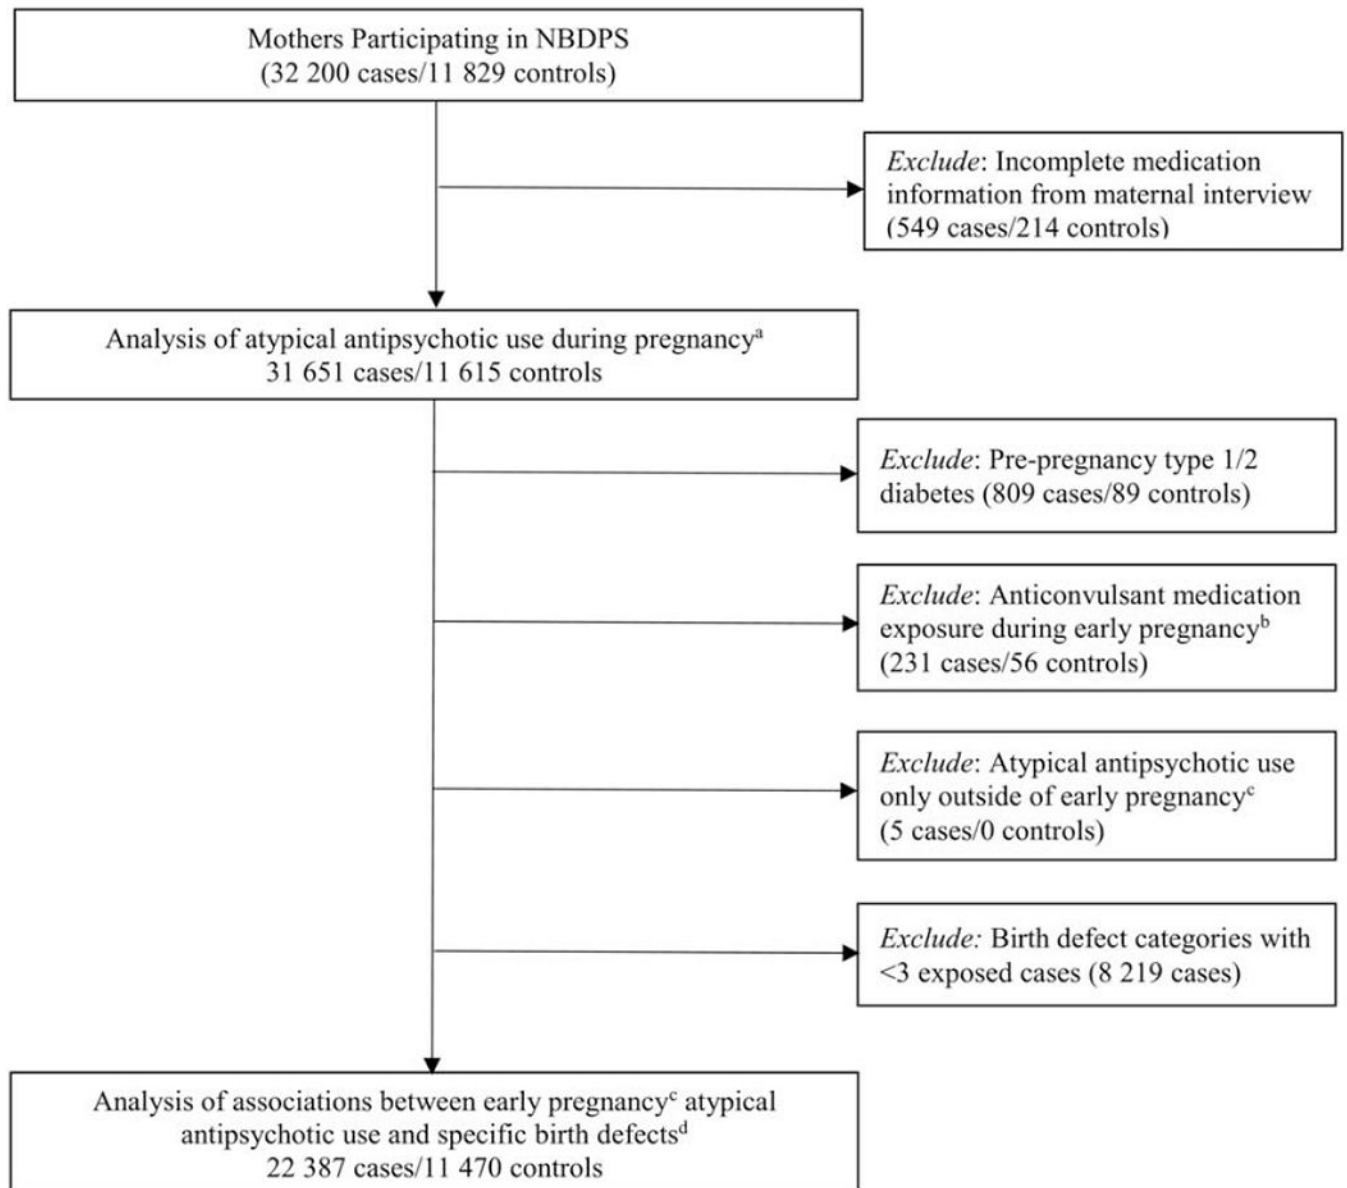 Mothers Participating in NBDPS
(32 200 cases/11 829 controls)
Exclude: Incomplete medication
information from maternal interview
(549 cases/214 controls)
Analysis of atypical antipsychotic use during pregnancyᵃ
31 651 cases/11 615 controls
Exclude: Pre-pregnancy type 1/2
diabetes (809 cases/89 controls)
Exclude: Anticonvulsant medication
exposure during early pregnancyᵇ
(231 cases/56 controls)
Exclude: Atypical antipsychotic use
only outside of early pregnancyᶜ
(5 cases/0 controls)
Exclude: Birth defect categories with
<3 exposed cases (8 219 cases)
Analysis of associations between early pregnancyᶜ atypical
antipsychotic use and specific birth defectsᵈ
22 387 cases/11 470 controls